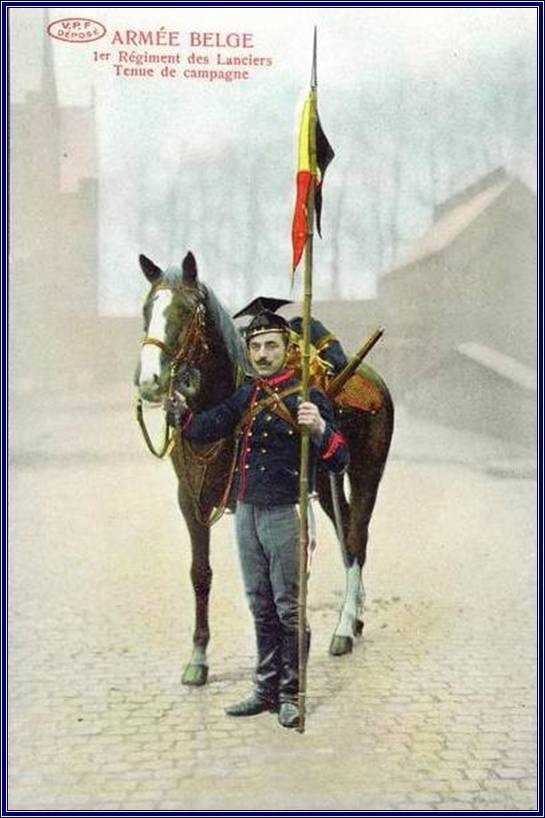 V.P.F
DÉPOSÉ
ARMÉE BELGE
1er Régiment des Lanciers
Tenue de campagne